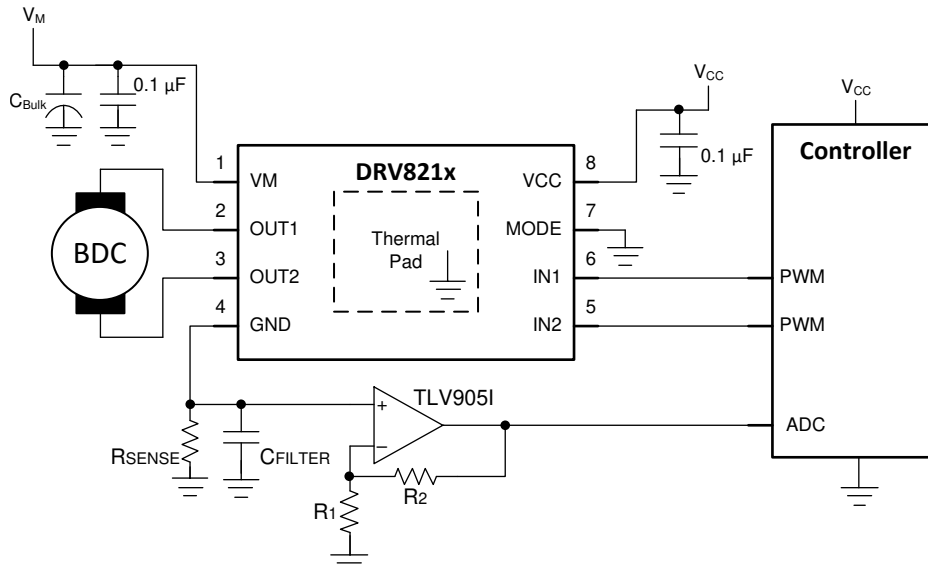 VM
CBulk
0.1 µF
VCC
0.1 µF
VCC
Controller
DRV821x
1
VM
8
VCC
2
OUT1
7
MODE
BDC
Thermal
Pad
3
OUT2
6
IN1
PWM
4
GND
5
IN2
PWM
TLV905I
+
−
ADC
RSENSE
CFILTER
R2
R1